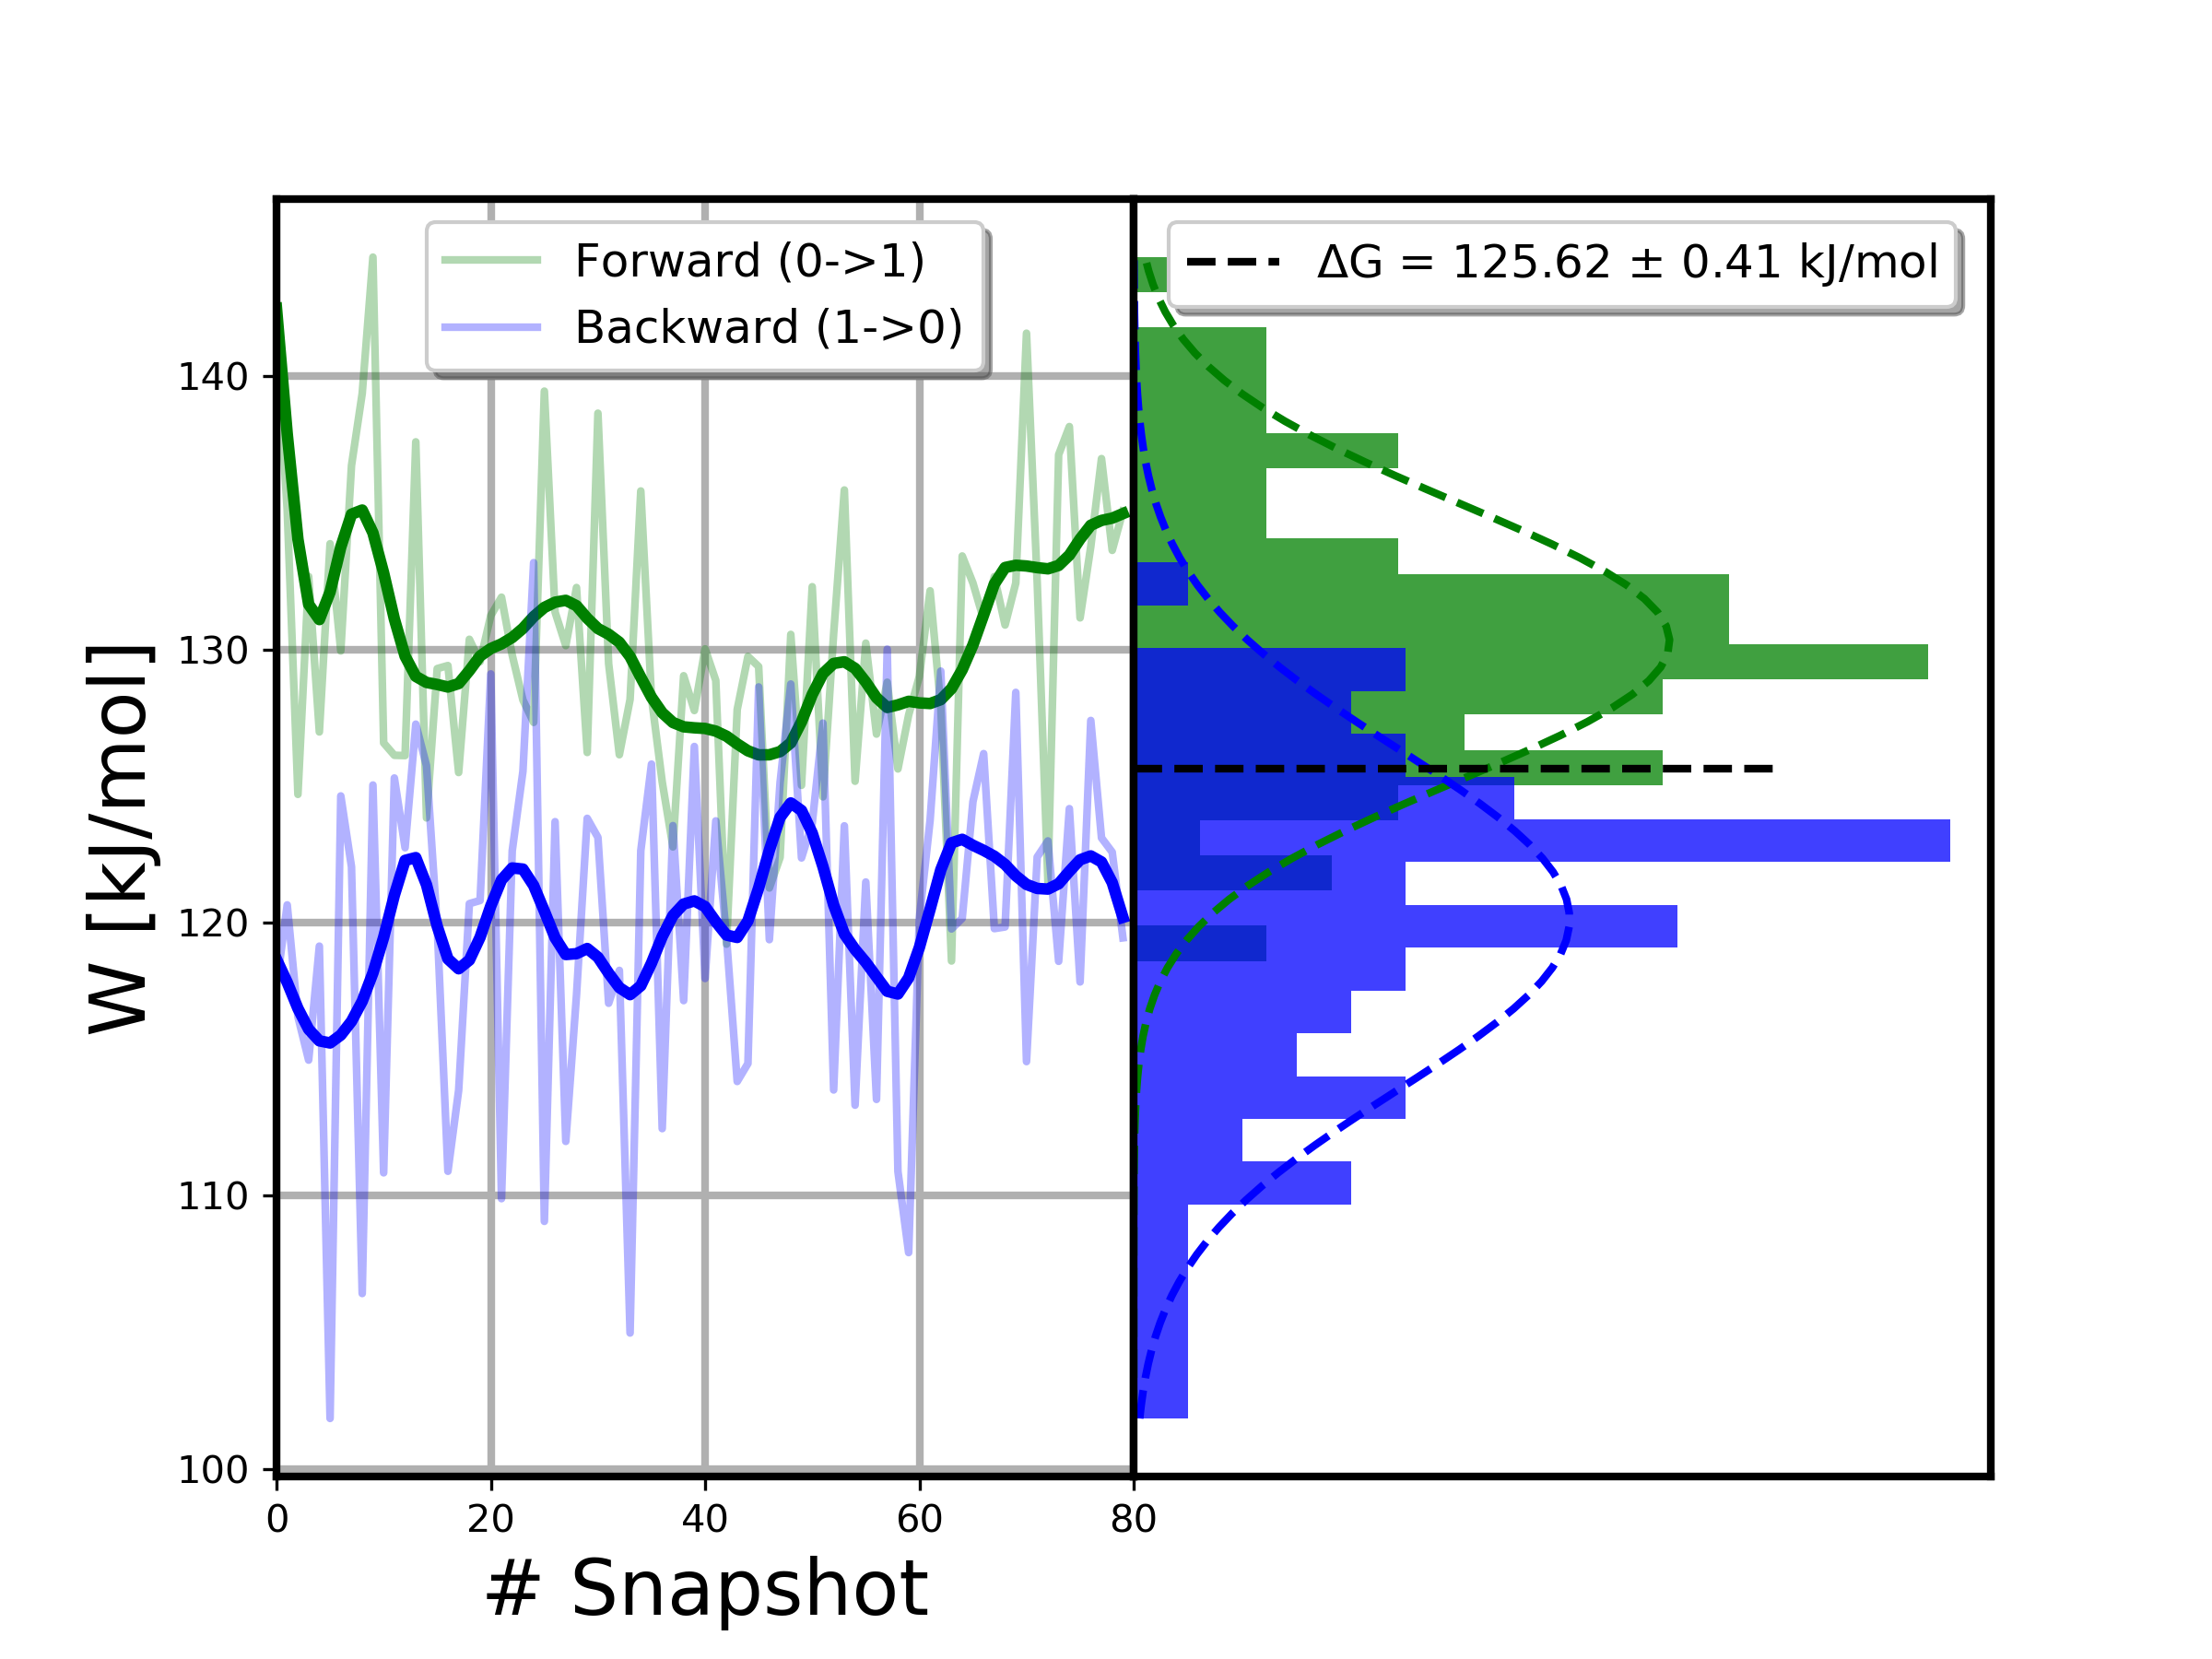 Forward (0->1)
Backward (1->0)
ΔG = 125.62 ± 0.41 kJ/mol
W [kJ/mol]
140
130
120
110
100
0 20 40 60 80
# Snapshot